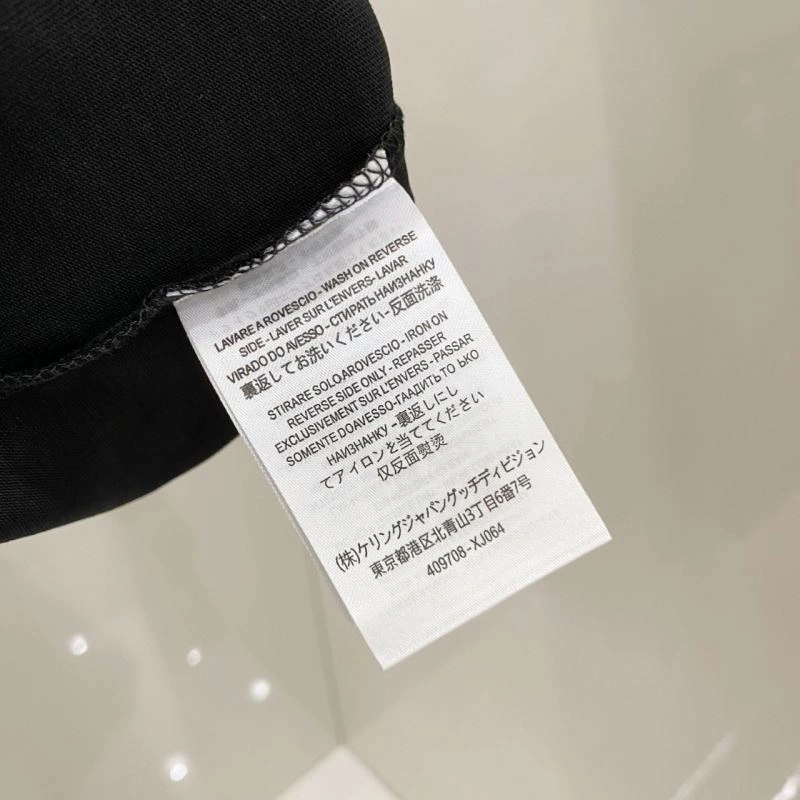 LAVARE A ROVESCIO - WASH ON REVERSE
SIDE - LAVER SUR L'ENVERS- LAVAR
VIRADO DO AVESSO - СТИРАТЬ НАИЗНАНКУ
裏返してお洗いください - 反面洗涤
STIRARE SOLOAROVESCIO - IRON ON
REVERSE SIDE ONLY - REPASSER
EXCLUSIVEMENT SUR L'ENVERS - PASSAR
SOMENTE DOAVESSO-ГААДИТЬ ТО ЬКО
НАИЗНАНКУ - 裏返しにし
てアイロンを当ててください
仅反面熨烫
(株)ケリングジャパングッチディビジョン
東京都港区北青山3丁目6番7号
409708-XJ064